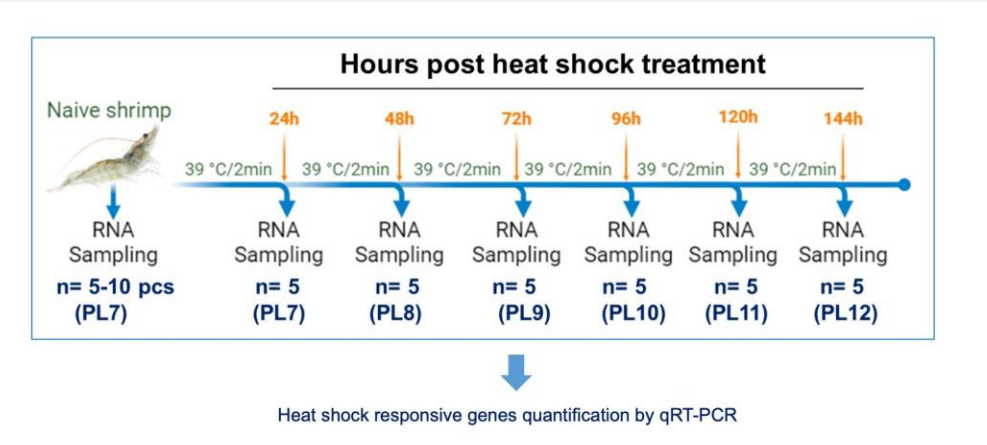 Hours post heat shock treatment
Naive shrimp
24h 48h 72h 96h 120h 144h
39 °C/2min 39 °C/2min 39 °C/2min 39 °C/2min 39 °C/2min 39 °C/2min
RNA RNA RNA RNA RNA RNA RNA
Sampling Sampling Sampling Sampling Sampling Sampling Sampling
n= 5-10 pcs n= 5 n= 5 n= 5 n= 5 n= 5 n= 5
(PL7) (PL7) (PL8) (PL9) (PL10) (PL11) (PL12)
Heat shock responsive genes quantification by qRT-PCR